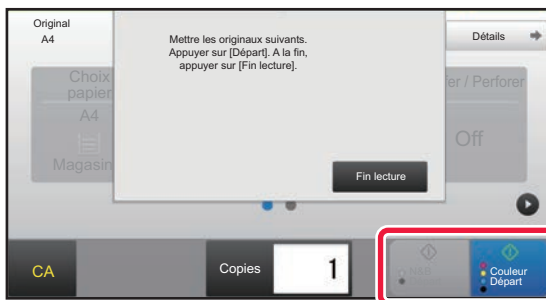 Original
A4
Mettre les originaux suivants.
Appuyer sur [Départ]. A la fin,
appuyer sur [Fin lecture].
Détails
Choix
papier
A4
Magasin
er / Perforer
Off
Fin lecture
CA
Copies
1
N&B
Couleur
Départ